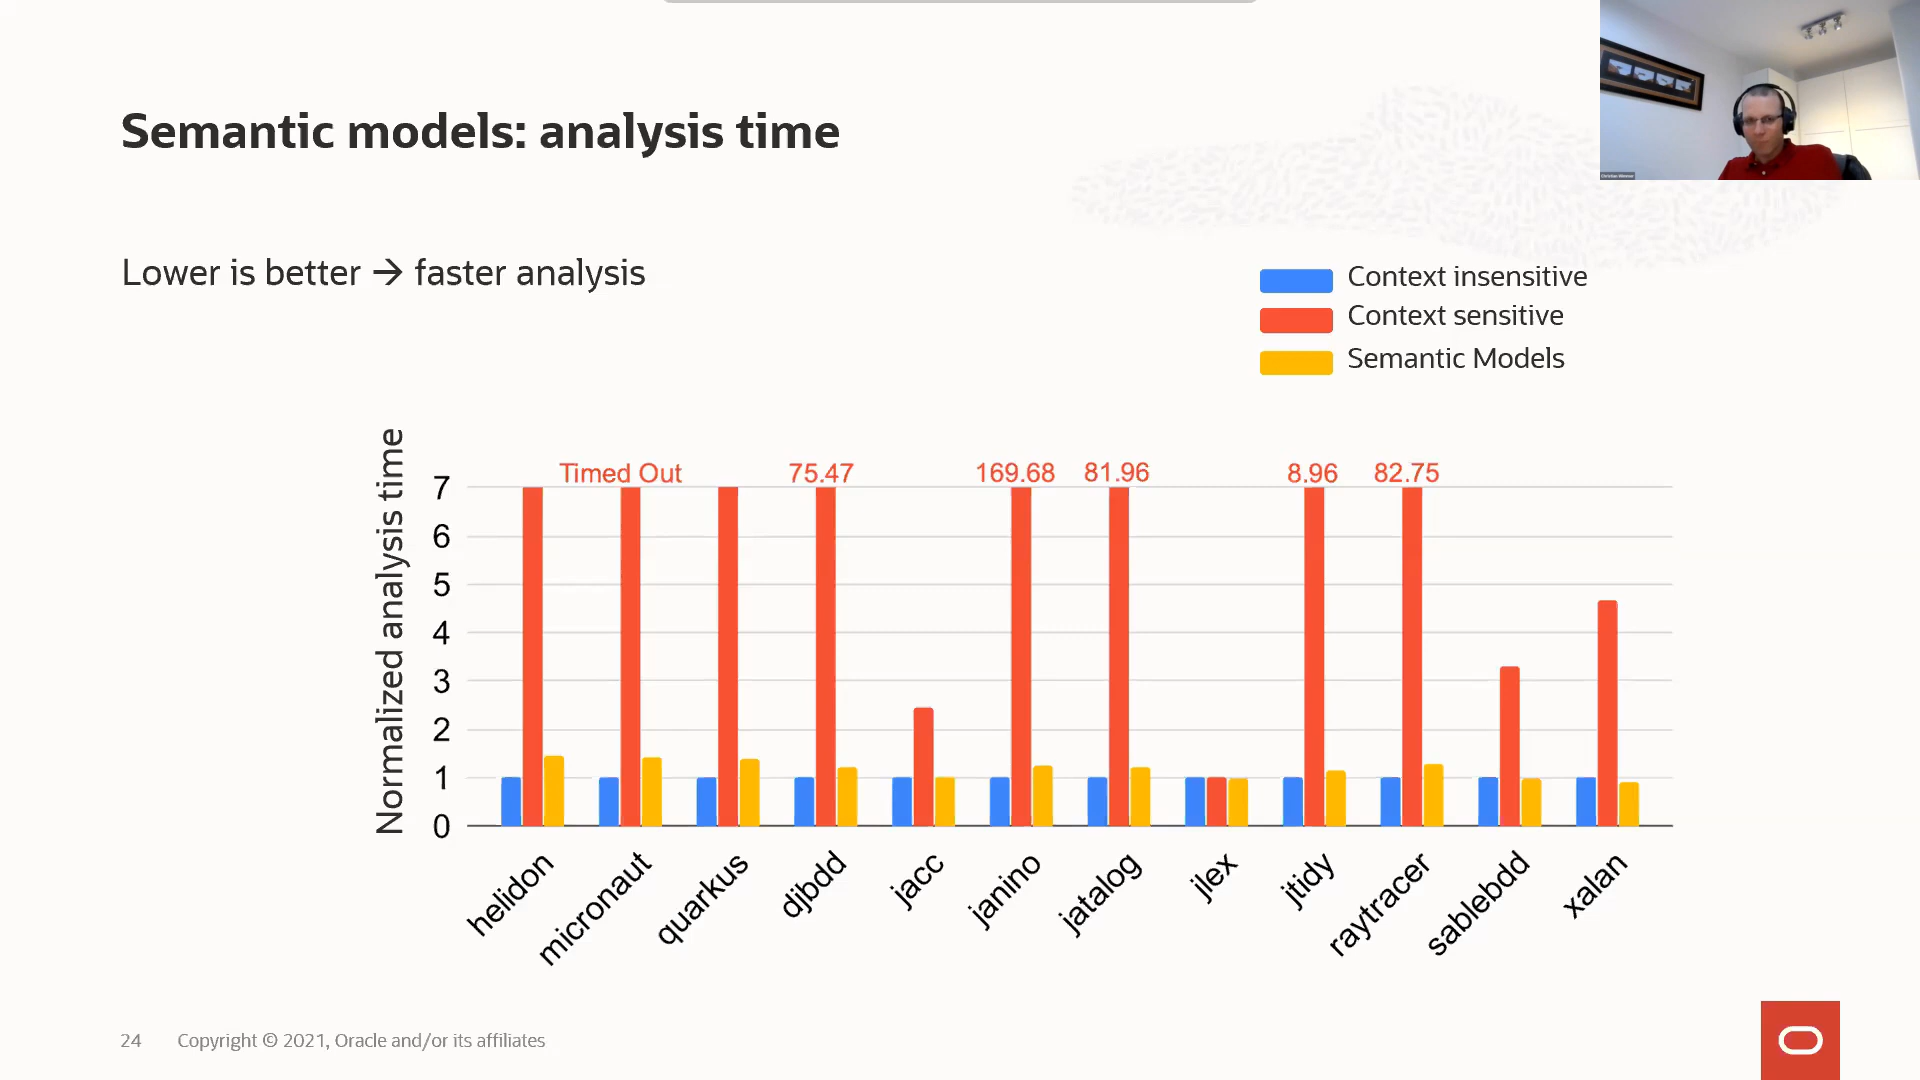 Semantic models: analysis time
Lower is better → faster analysis
Context insensitive
Context sensitive
Semantic Models
Normalized analysis time
Timed Out 75.47 169.68 81.96 8.96 82.75
7
6
5
4
3
2
1
0
helidon
micronaut
quarkus
djbdd
jacc
janino
jatalog
jlex
jtidy
raytracer
sablebdd
xalan
24 Copyright © 2021, Oracle and/or its affiliates